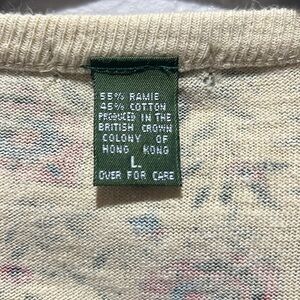 55% RAMIE
45% COTTON
PRODUCED IN THE
BRITISH CROWN
COLONY OF
HONG KONG
L.
OVER FOR CARE